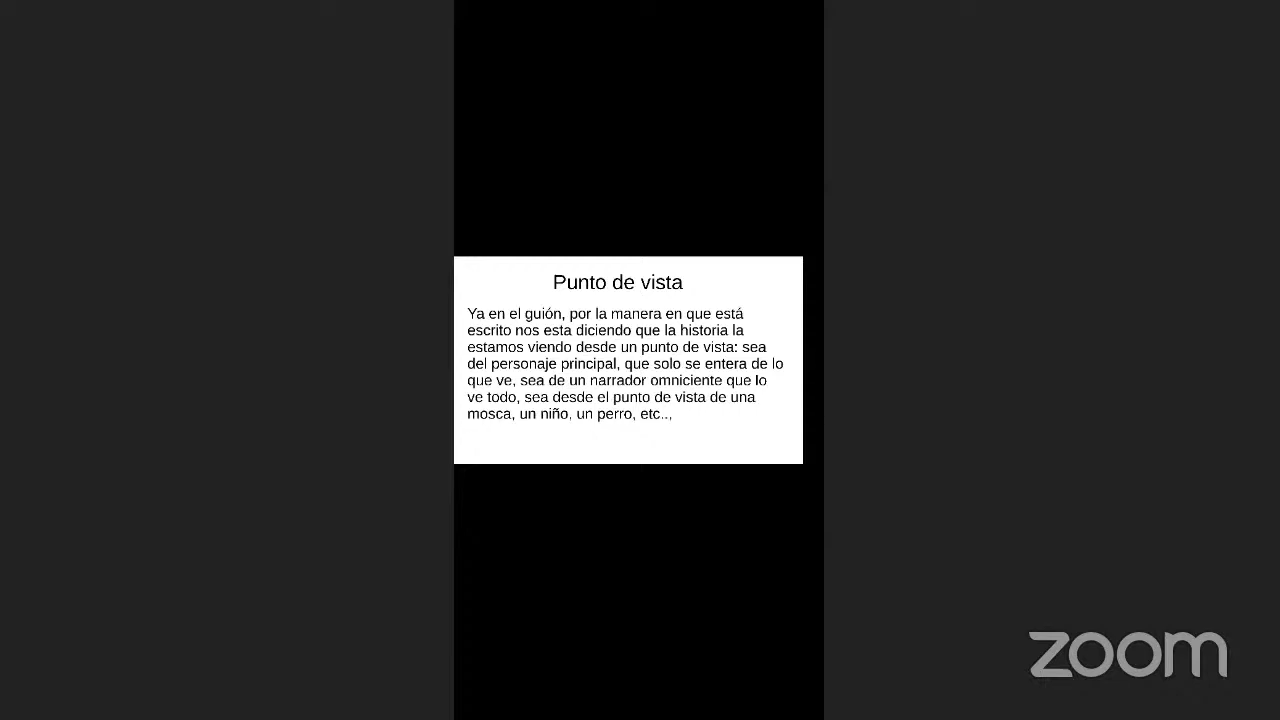 Punto de vista
Ya en el guión, por la manera en que está
escrito nos esta diciendo que la historia la
estamos viendo desde un punto de vista: sea
del personaje principal, que solo se entera de lo
que ve, sea de un narrador omniciente que lo
ve todo, sea desde el punto de vista de una
mosca, un niño, un perro, etc..,
zoom